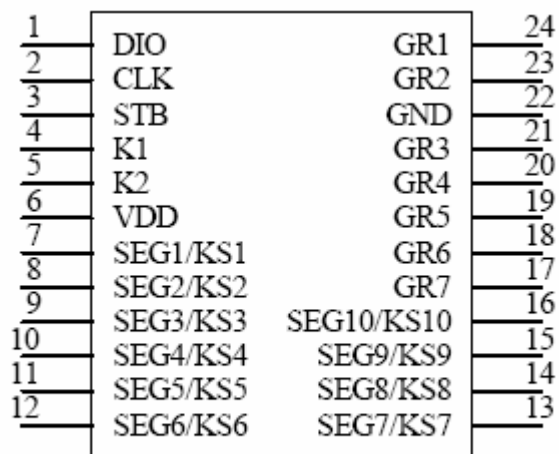 1 DIO GR1 24
2 CLK GR2 23
3 STB GND 22
4 K1 GR3 21
5 K2 GR4 20
6 VDD GR5 19
7 SEG1/KS1 GR6 18
8 SEG2/KS2 GR7 17
9 SEG3/KS3 SEG10/KS10 16
10 SEG4/KS4 SEG9/KS9 15
11 SEG5/KS5 SEG8/KS8 14
12 SEG6/KS6 SEG7/KS7 13